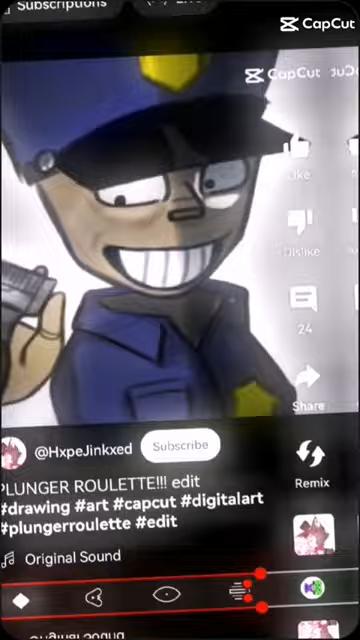 Subscriptions
CapCut
CapCut
Like
Dislike
24
Share
@HxpeJinkxed
Subscribe
Remix
PLUNGER ROULETTE!!! edit
#drawing #art #capcut #digitalart
#plungerroulette #edit
Original Sound